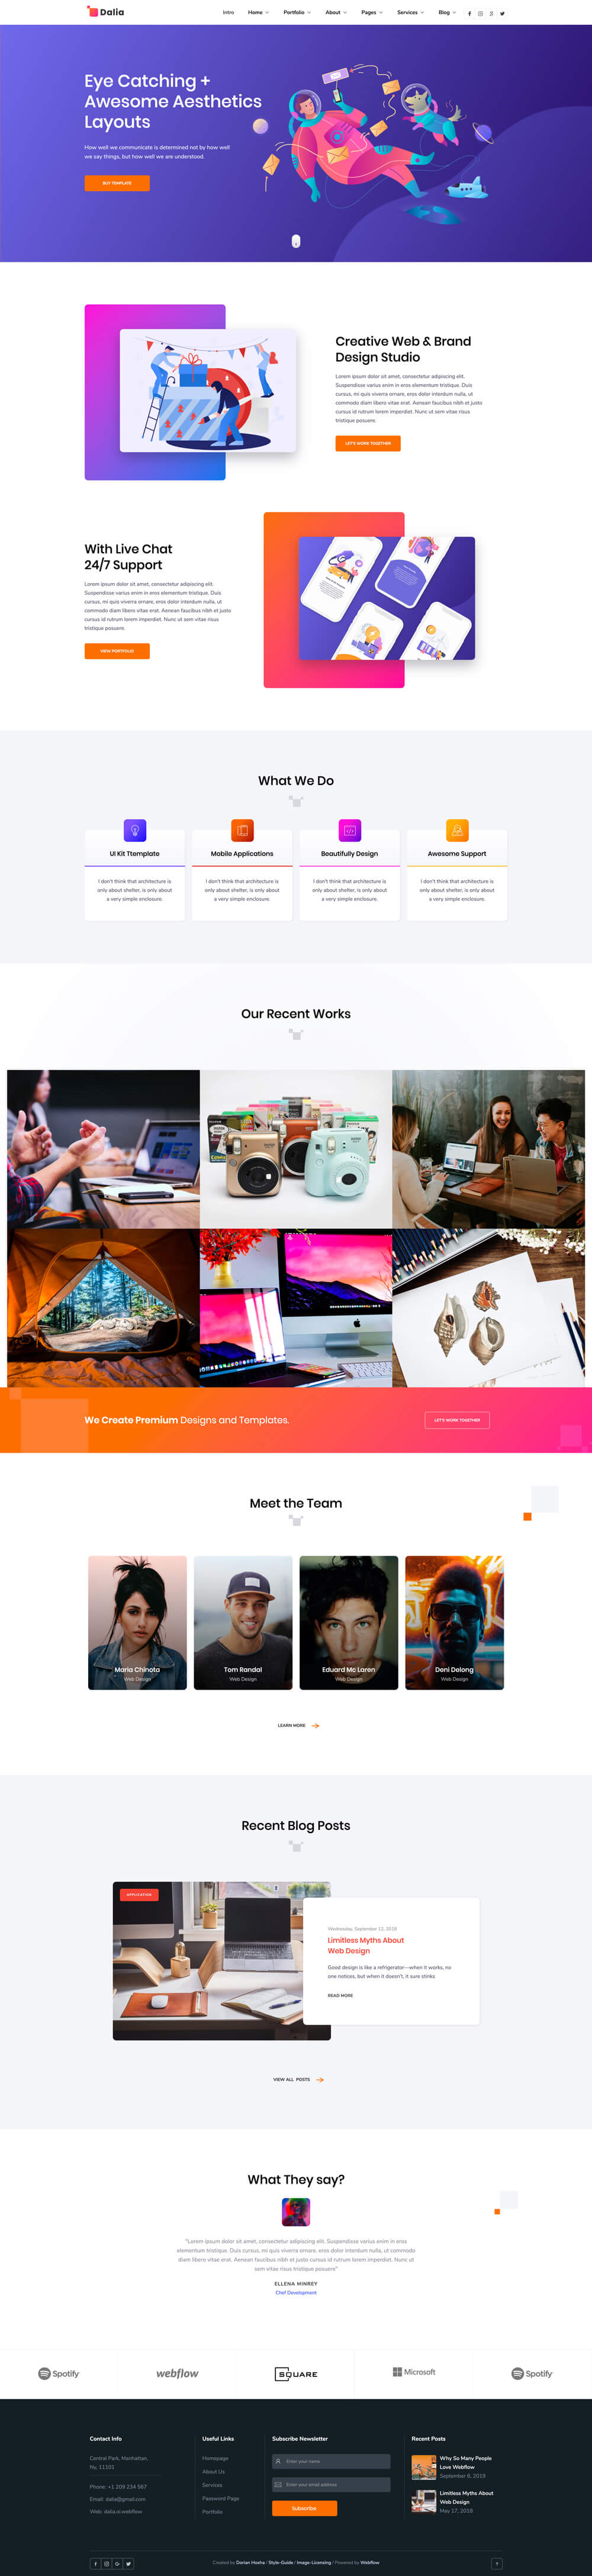 Dalia
Intro Home Portfolio About Pages Services Blog
Eye Catching +
Awesome Aesthetics
Layouts
How well we communicate is determined not by how well
we say things, but how well we are understood.
BUY TEMPLATE
Creative Web & Brand
Design Studio
Lorem ipsum dolor sit amet, consectetur adipiscing elit.
Suspendisse varius enim in eros elementum tristique. Duis
cursus, mi quis viverra ornare, eros dolor interdum nulla, ut
commodo diam libero vitae erat. Aenean faucibus nibh et justo
cursus id rutrum lorem imperdiet. Nunc ut sem vitae risus
tristique posuere.
LET'S WORK TOGETHER
With Live Chat
24/7 Support
Lorem ipsum dolor sit amet, consectetur adipiscing elit.
Suspendisse varius enim in eros elementum tristique. Duis
cursus, mi quis viverra ornare, eros dolor interdum nulla, ut
commodo diam libero vitae erat. Aenean faucibus nibh et justo
cursus id rutrum lorem imperdiet. Nunc ut sem vitae risus
tristique posuere.
VIEW PORTFOLIO
What We Do
UI Kit Ttemplate
I don't think that architecture is
only about shelter, is only about
a very simple enclosure.
Mobile Applications
I don't think that architecture is
only about shelter, is only about
a very simple enclosure.
Beautifully Design
I don't think that architecture is
only about shelter, is only about
a very simple enclosure.
Awesome Support
I don't think that architecture is
only about shelter, is only about
a very simple enclosure.
Our Recent Works
We Create Premium Designs and Templates.
LET'S WORK TOGETHER
Meet the Team
Maria Chinota
Web Design
Tom Randal
Web Design
Eduard Mc Laren
Web Design
Deni Delong
Web Design
LEARN MORE
Recent Blog Posts
APPLICATION
Wednesday, September 12, 2018
Limitless Myths About
Web Design
Good design is like a refrigerator—when it works, no
one notices, but when it doesn't, it sure stinks
READ MORE
VIEW ALL POSTS
What They say?
"Lorem ipsum dolor sit amet, consectetur adipiscing elit. Suspendisse varius enim in eros
elementum tristique. Duis cursus, mi quis viverra ornare, eros dolor interdum nulla, ut commodo
diam libero vitae erat. Aenean faucibus nibh et justo cursus id rutrum lorem imperdiet. Nunc ut
sem vitae risus tristique posuere"
ELLENA MINREY
Chef Development
Spotify
webflow
SQUARE
Microsoft
Spotify
Contact Info
Central Park, Manhattan,
Ny, 11101
Phone: +1 209 234 567
Email: dalia@gmail.com
Web: dalia.ioi.webflow
Useful Links
Homepage
About Us
Services
Password Page
Portfolio
Subscribe Newsletter
Enter your name
Enter your email address
Subscribe
Recent Posts
Why So Many People
Love Webflow
September 6, 2019
Limitless Myths About
Web Design
May 17, 2018
Created by Dorian Hoxha / Style-Guide / Image-Licensing / Powered by Webflow